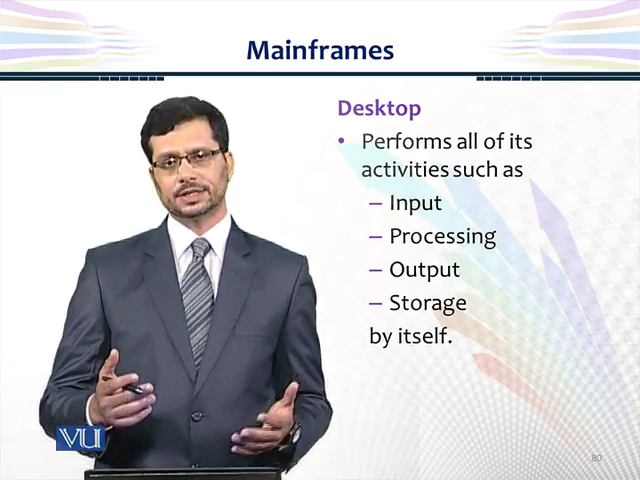 Mainframes
Desktop
• Performs all of its
activities such as
– Input
– Processing
– Output
– Storage
by itself.
VU
80